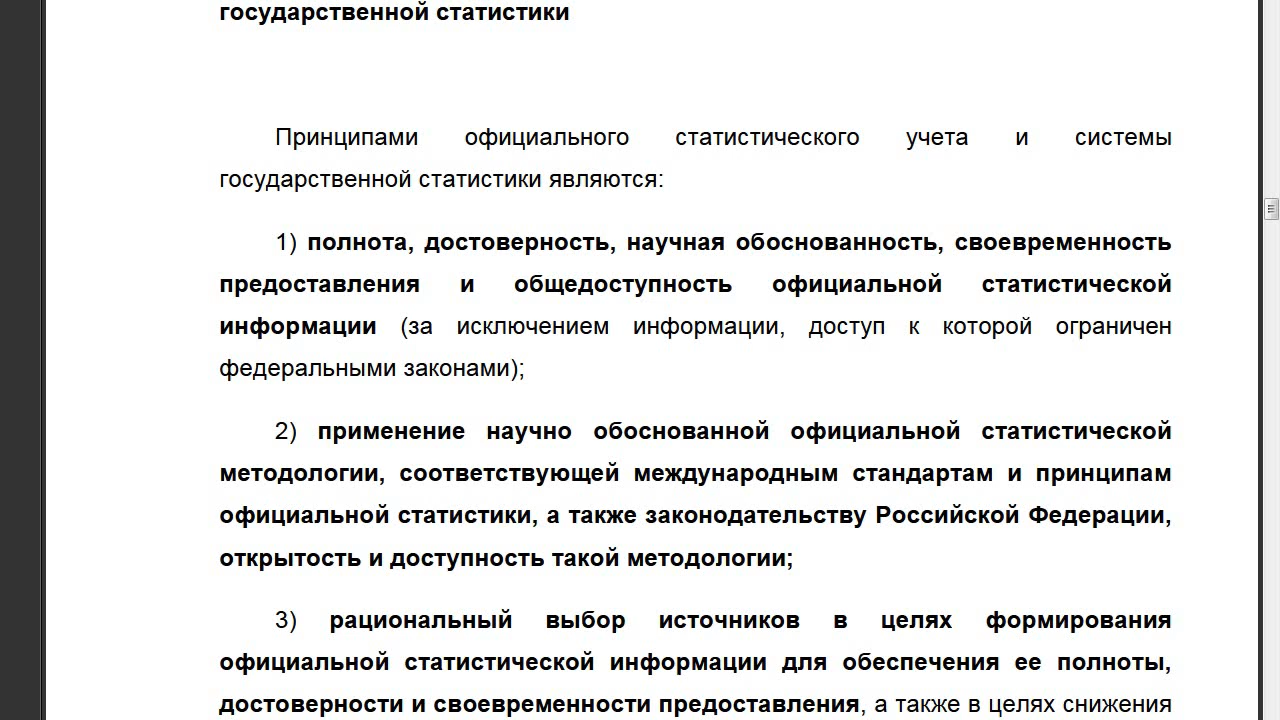 государственной статистики
Принципами официального статистического учета и системы
государственной статистики являются:
1) полнота, достоверность, научная обоснованность, своевременность
предоставления и общедоступность официальной статистической
информации (за исключением информации, доступ к которой ограничен
федеральными законами);
2) применение научно обоснованной официальной статистической
методологии, соответствующей международным стандартам и принципам
официальной статистики, а также законодательству Российской Федерации,
открытость и доступность такой методологии;
3) рациональный выбор источников в целях формирования
официальной статистической информации для обеспечения ее полноты,
достоверности и своевременности предоставления, а также в целях снижения